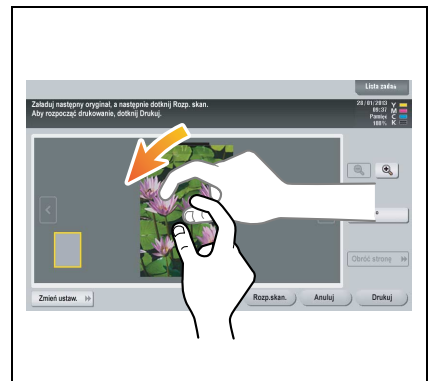 Lista zadań
Załaduj następny oryginał, a następnie dotknij Rozp. skan.
Aby rozpocząć drukowanie, dotknij Drukuj.
20/01/2013
09:37
Pamięć
100%
Y
M
C
K
Obróć stronę
Zmień ustaw.
Rozp.skan.
Anuluj
Drukuj